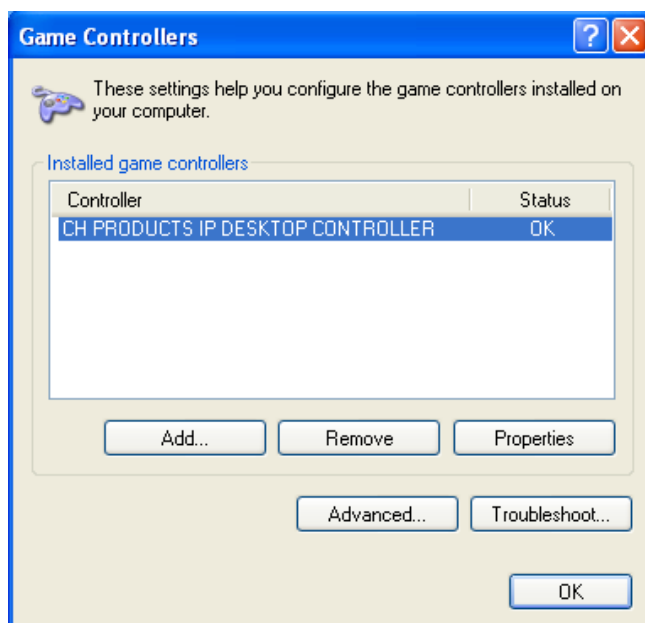 Game Controllers
These settings help you configure the game controllers installed on
your computer.
Installed game controllers
Controller Status
CH PRODUCTS IP DESKTOP CONTROLLER OK
Add... Remove Properties
Advanced... Troubleshoot...
OK